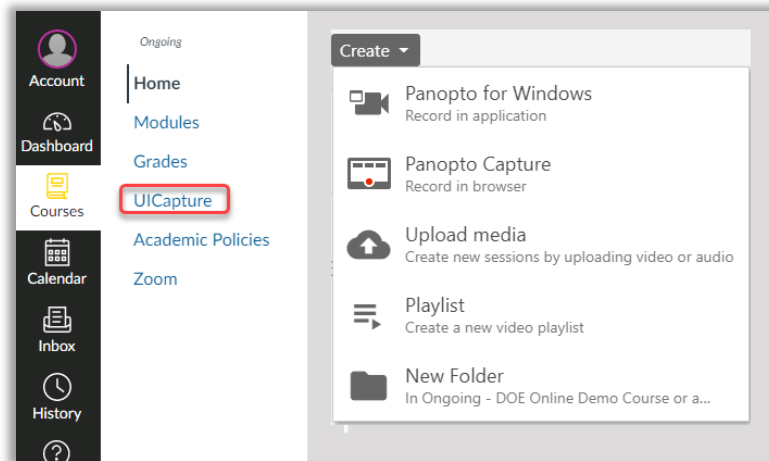 Account
Dashboard
Courses
Calendar
Inbox
History
Ongoing
Home
Modules
Grades
UICapture
Academic Policies
Zoom
Create
Panopto for Windows
Record in application
Panopto Capture
Record in browser
Upload media
Create new sessions by uploading video or audio
Playlist
Create a new video playlist
New Folder
In Ongoing - DOE Online Demo Course or a...